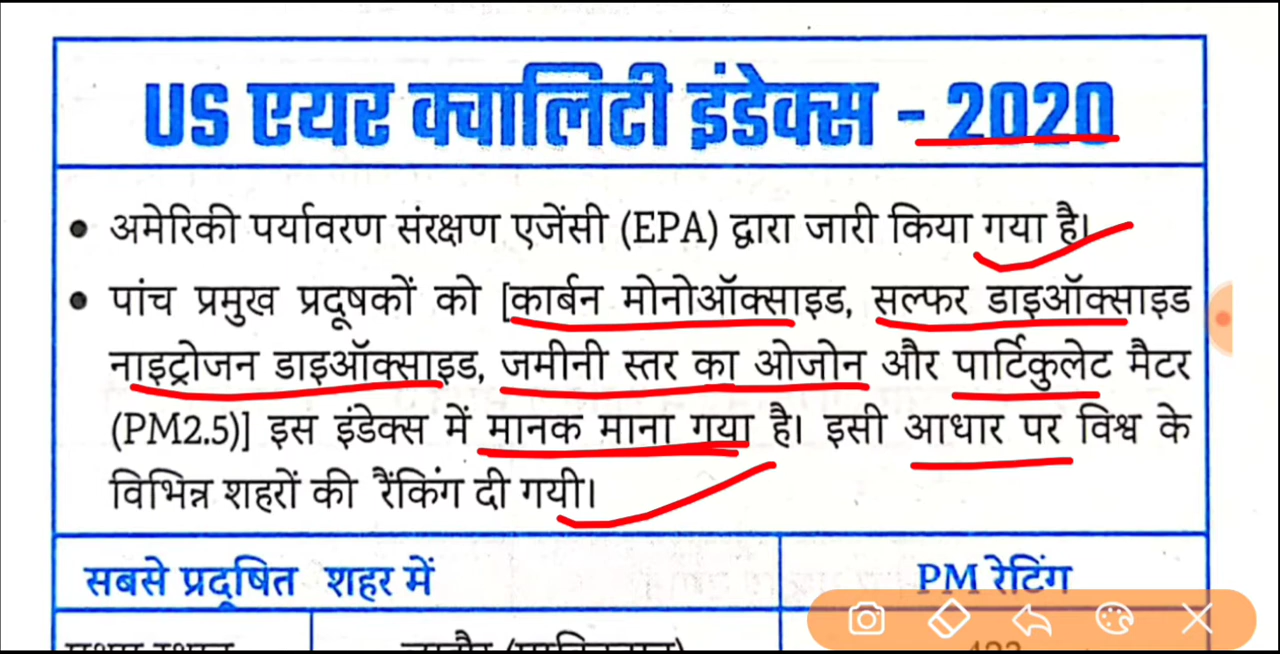 US एयर क्वालिटी इंडेक्स - 2020
• अमेरिकी पर्यावरण संरक्षण एजेंसी (EPA) द्वारा जारी किया गया है।
• पांच प्रमुख प्रदूषकों को [कार्बन मोनोऑक्साइड, सल्फर डाइऑक्साइड
नाइट्रोजन डाइऑक्साइड, जमीनी स्तर का ओजोन और पार्टिकुलेट मैटर
(PM2.5)] इस इंडेक्स में मानक माना गया है। इसी आधार पर विश्व के
विभिन्न शहरों की रैंकिंग दी गयी।
सबसे प्रदूषित शहर में PM रेटिंग